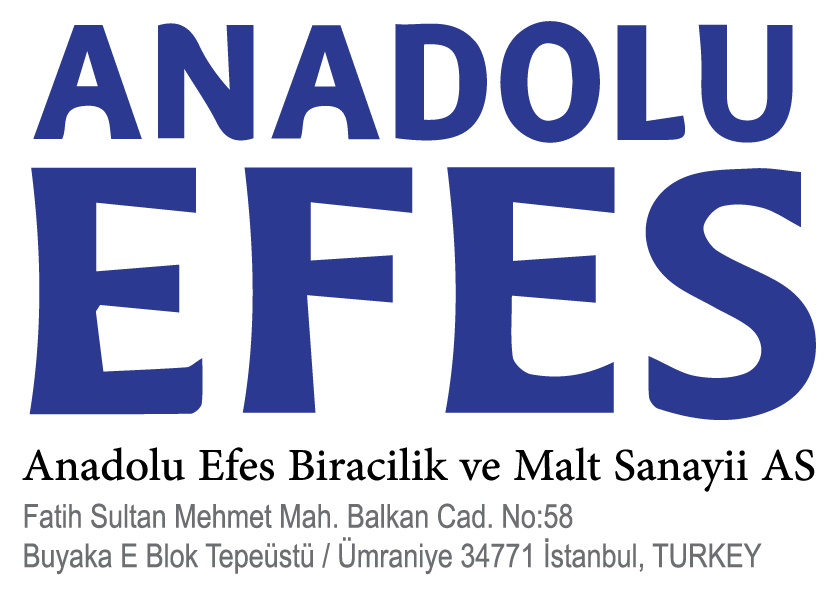 ANADOLU
EFES
Anadolu Efes Biracilik ve Malt Sanayii AS
Fatih Sultan Mehmet Mah. Balkan Cad. No:58
Buyaka E Blok Tepeüstü / Ümraniye 34771 İstanbul, TURKEY